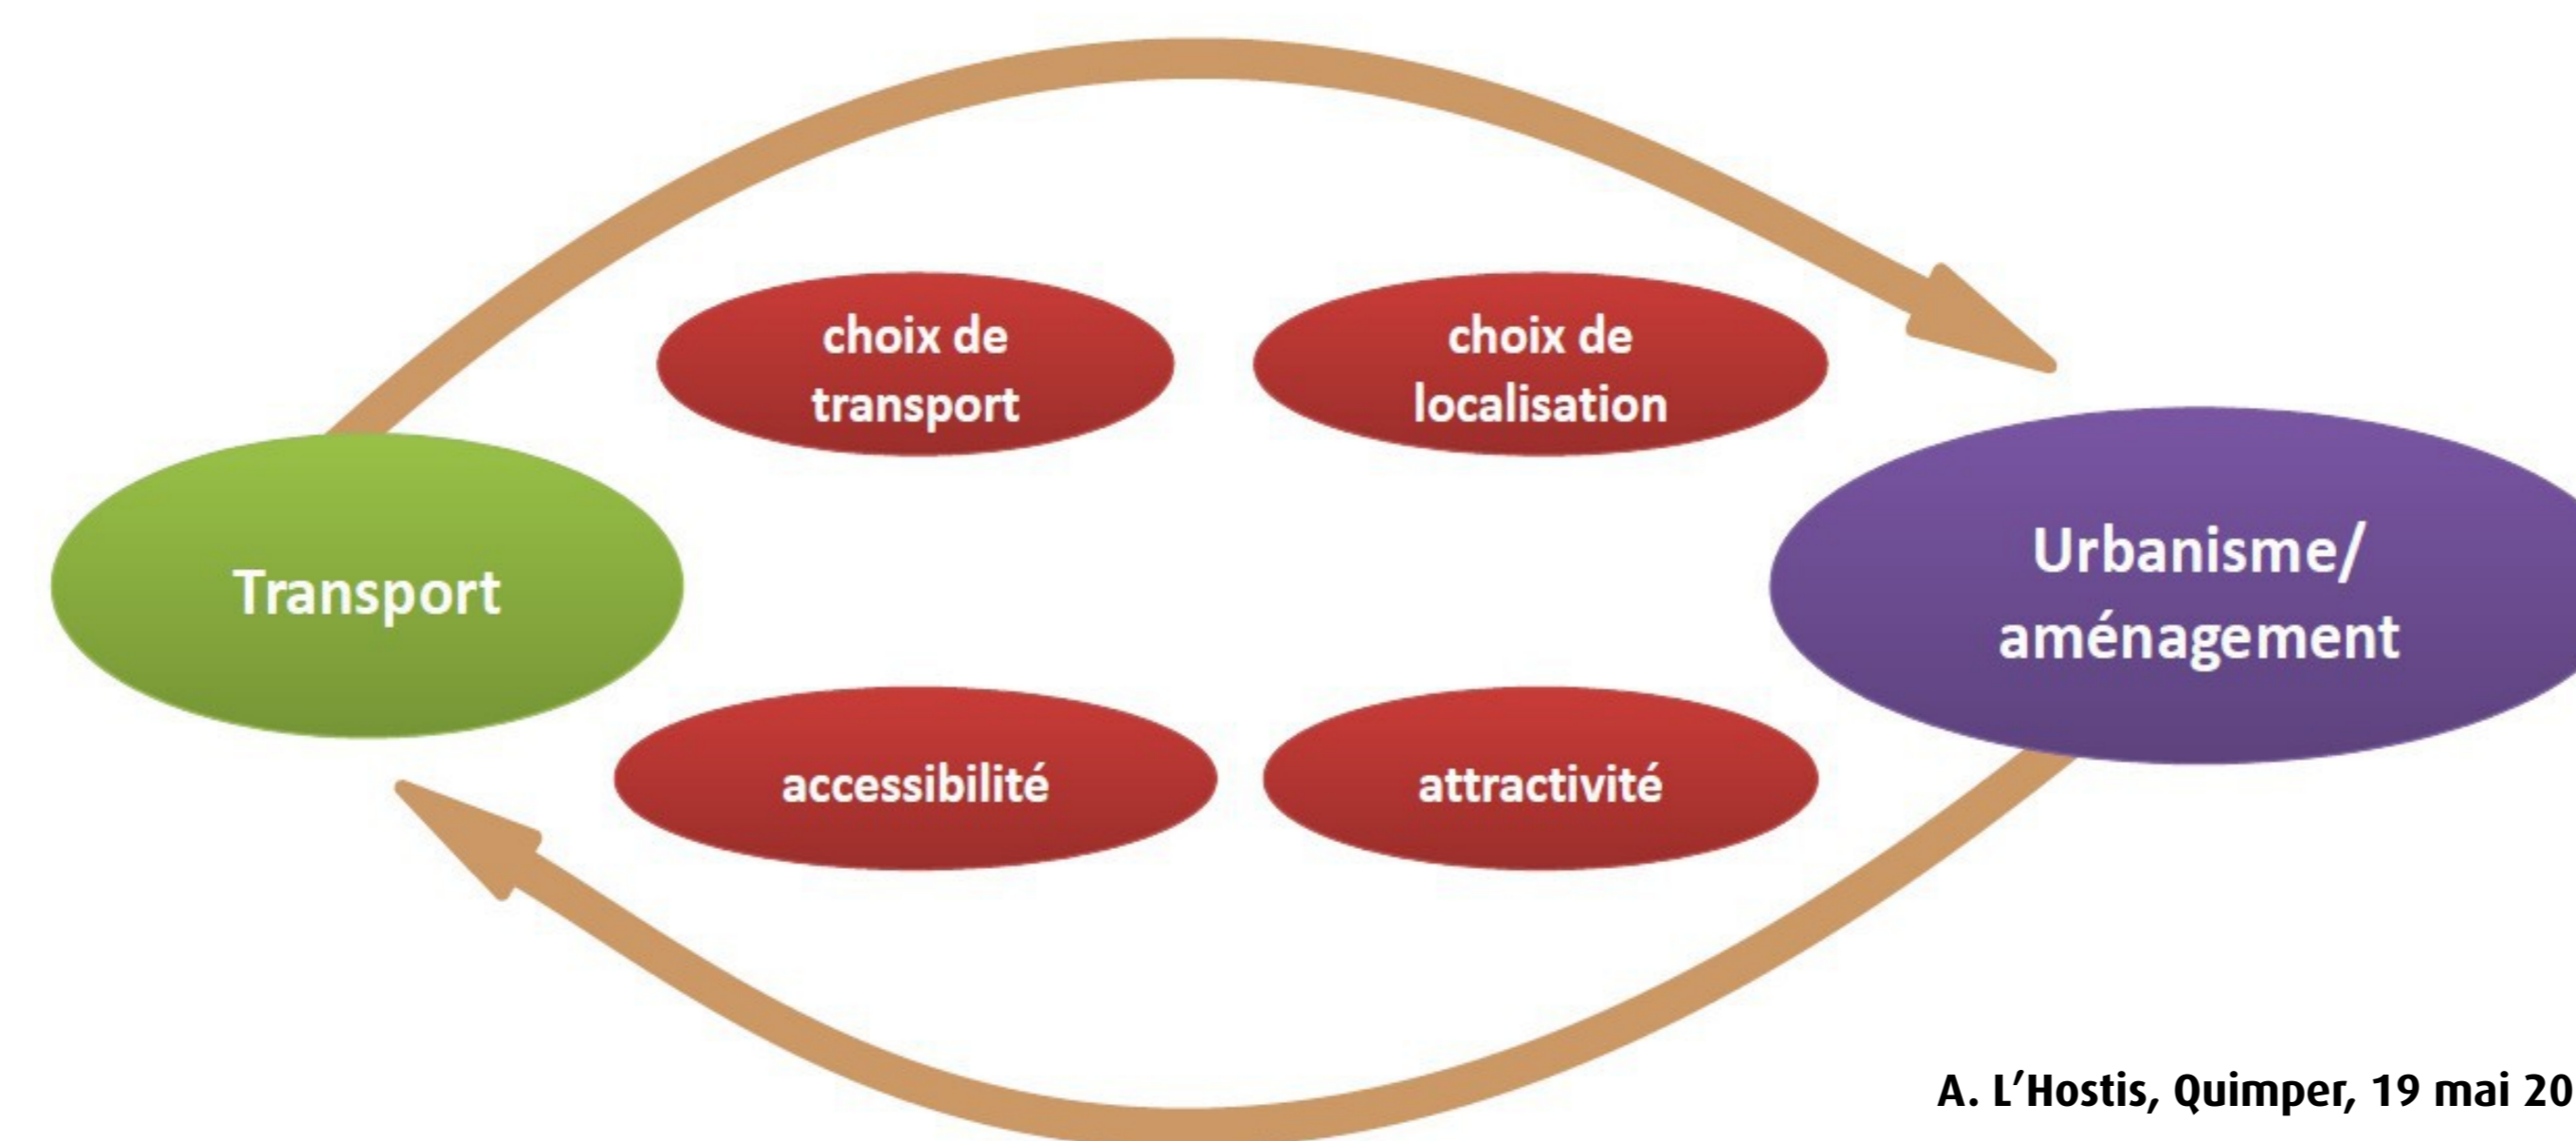 choix de
transport
choix de
localisation
Transport
Urbanisme/
aménagement
accessibilité
attractivité
A. L'Hostis, Quimper, 19 mai 20